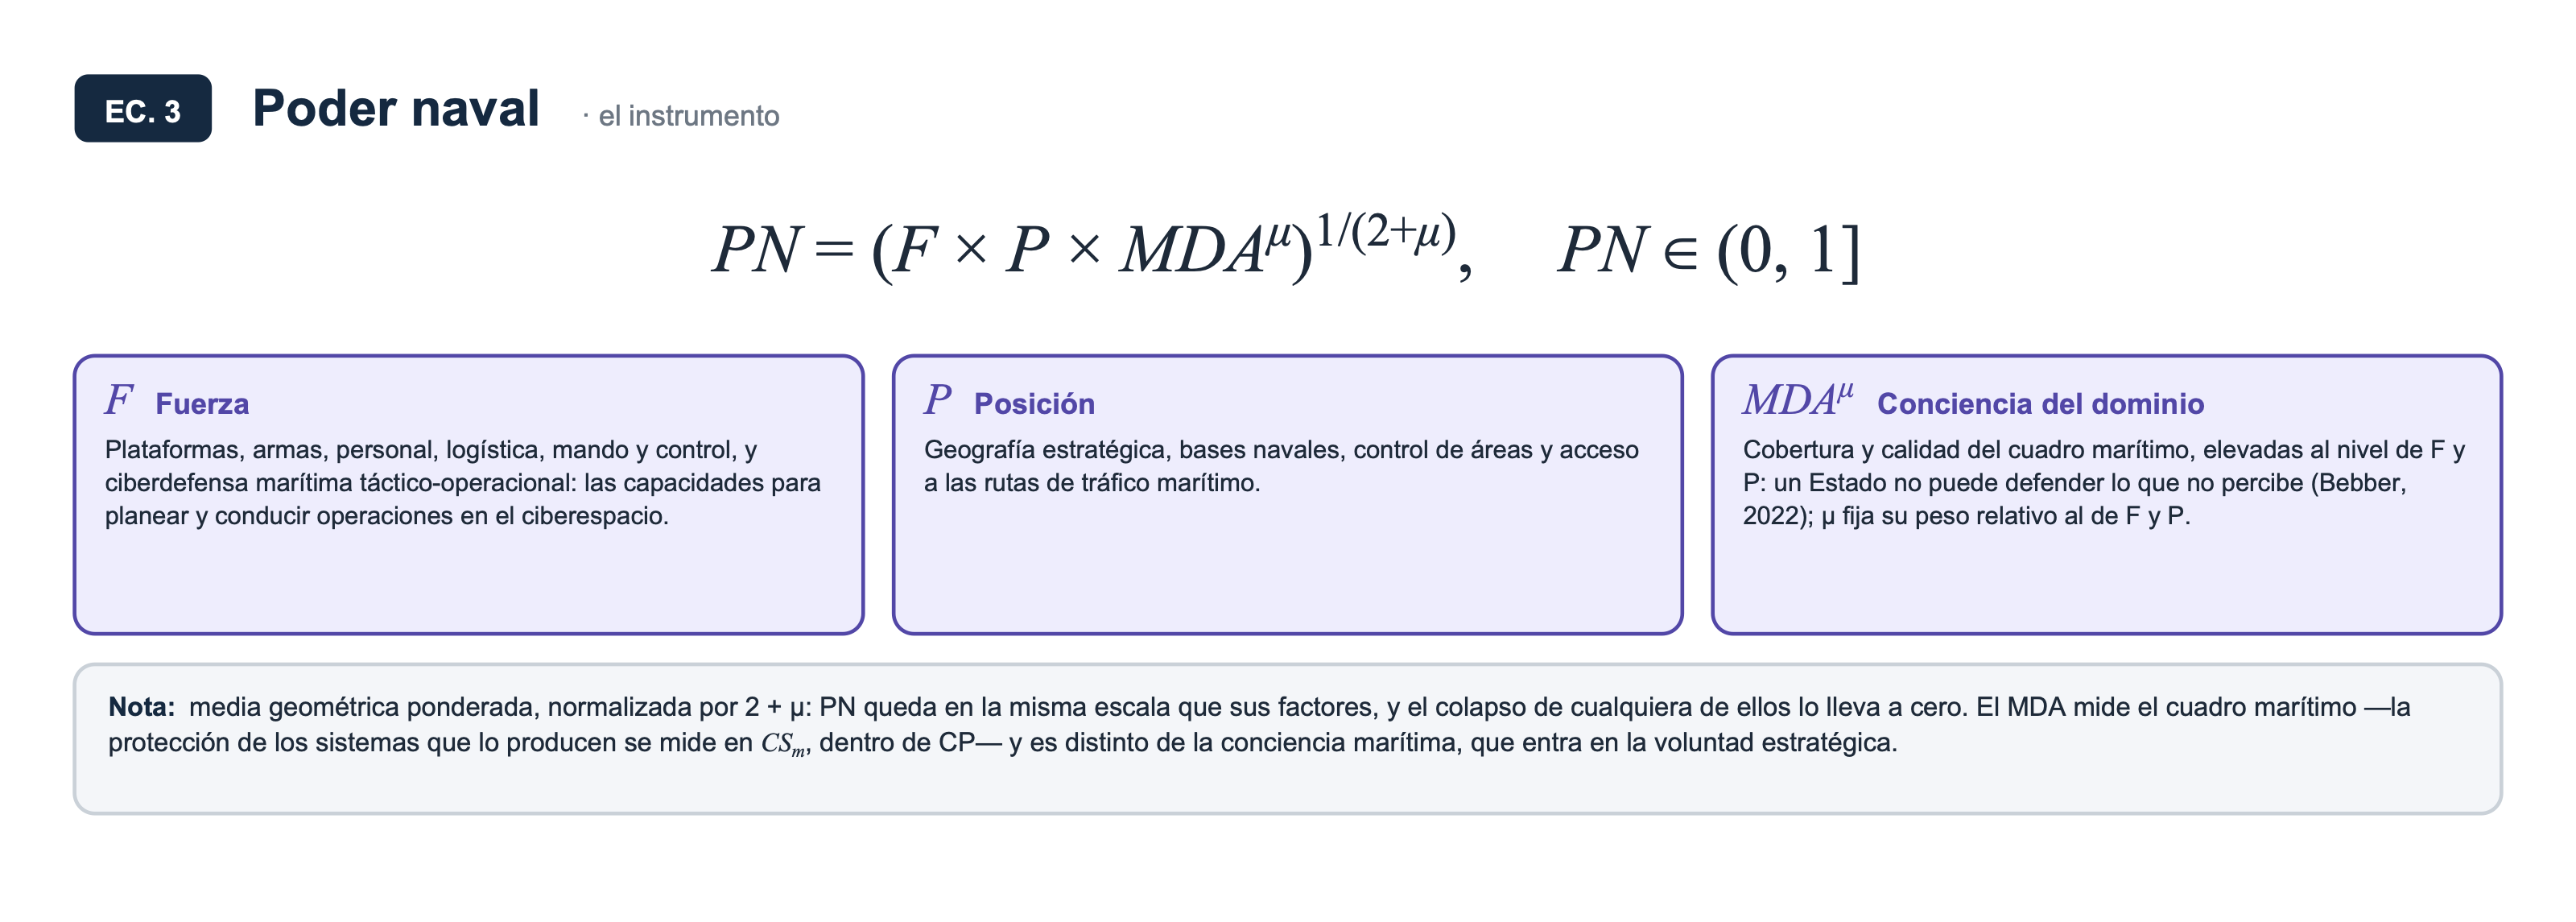 EC. 3 Poder naval · el instrumento
PN = (F × P × MDA^μ)^1/(2+μ), PN ∈ (0, 1]
F Fuerza
Plataformas, armas, personal, logística, mando y control, y
ciberdefensa marítima táctico-operacional: las capacidades para
planear y conducir operaciones en el ciberespacio.
P Posición
Geografía estratégica, bases navales, control de áreas y acceso
a las rutas de tráfico marítimo.
MDA^μ Conciencia del dominio
Cobertura y calidad del cuadro marítimo, elevadas al nivel de F y
P: un Estado no puede defender lo que no percibe (Bebber,
2022); μ fija su peso relativo al de F y P.
Nota: media geométrica ponderada, normalizada por 2 + μ: PN queda en la misma escala que sus factores, y el colapso de cualquiera de ellos lo lleva a cero. El MDA mide el cuadro marítimo —la
protección de los sistemas que lo producen se mide en CS_m, dentro de CP— y es distinto de la conciencia marítima, que entra en la voluntad estratégica.